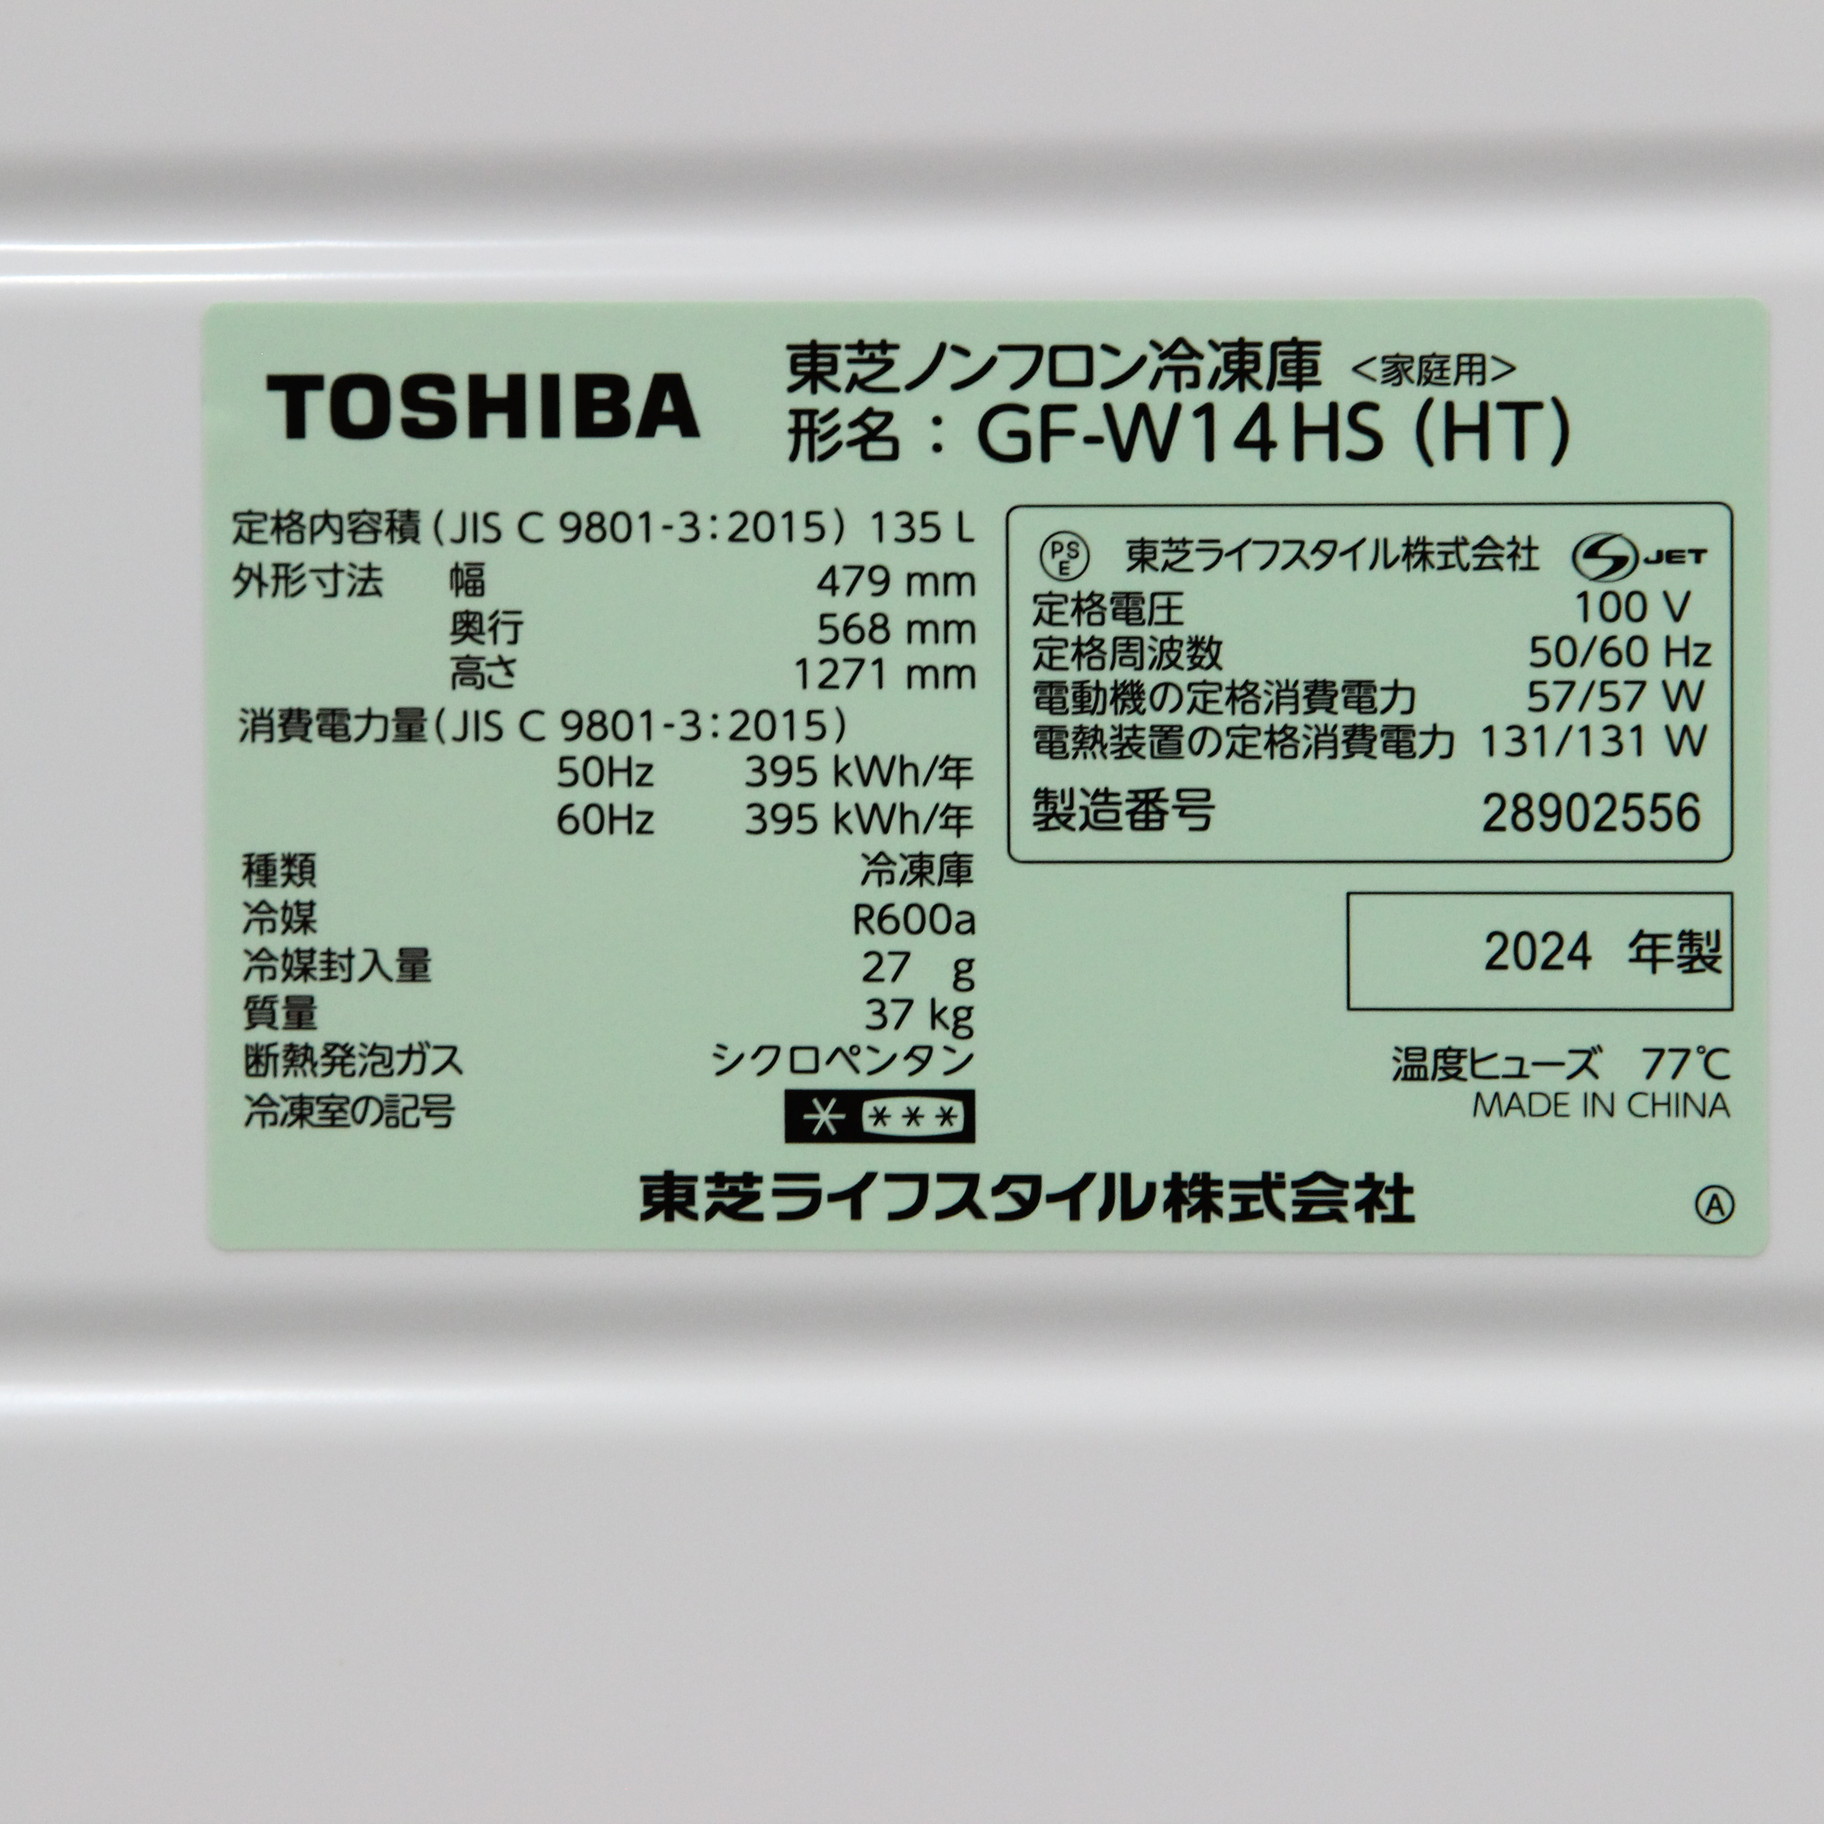 TOSHIBA
東芝ノンフロン冷凍庫 <家庭用>
形名：GF-W14HS (HT)
定格内容積 (JIS C 9801-3:2015) 135 L
外形寸法 幅 479 mm
奥行 568 mm
高さ 1271 mm
消費電力量 (JIS C 9801-3:2015)
50Hz 395 kWh/年
60Hz 395 kWh/年
種類 冷凍庫
冷媒 R600a
冷媒封入量 27 g
質量 37 kg
断熱発泡ガス シクロペンタン
冷凍室の記号 * ***
PSE 東芝ライフスタイル株式会社 S JET
定格電圧 100 V
定格周波数 50/60 Hz
電動機の定格消費電力 57/57 W
電熱装置の定格消費電力 131/131 W
製造番号 28902556
2024 年製
温度ヒューズ 77℃
MADE IN CHINA
東芝ライフスタイル株式会社 Ⓐ